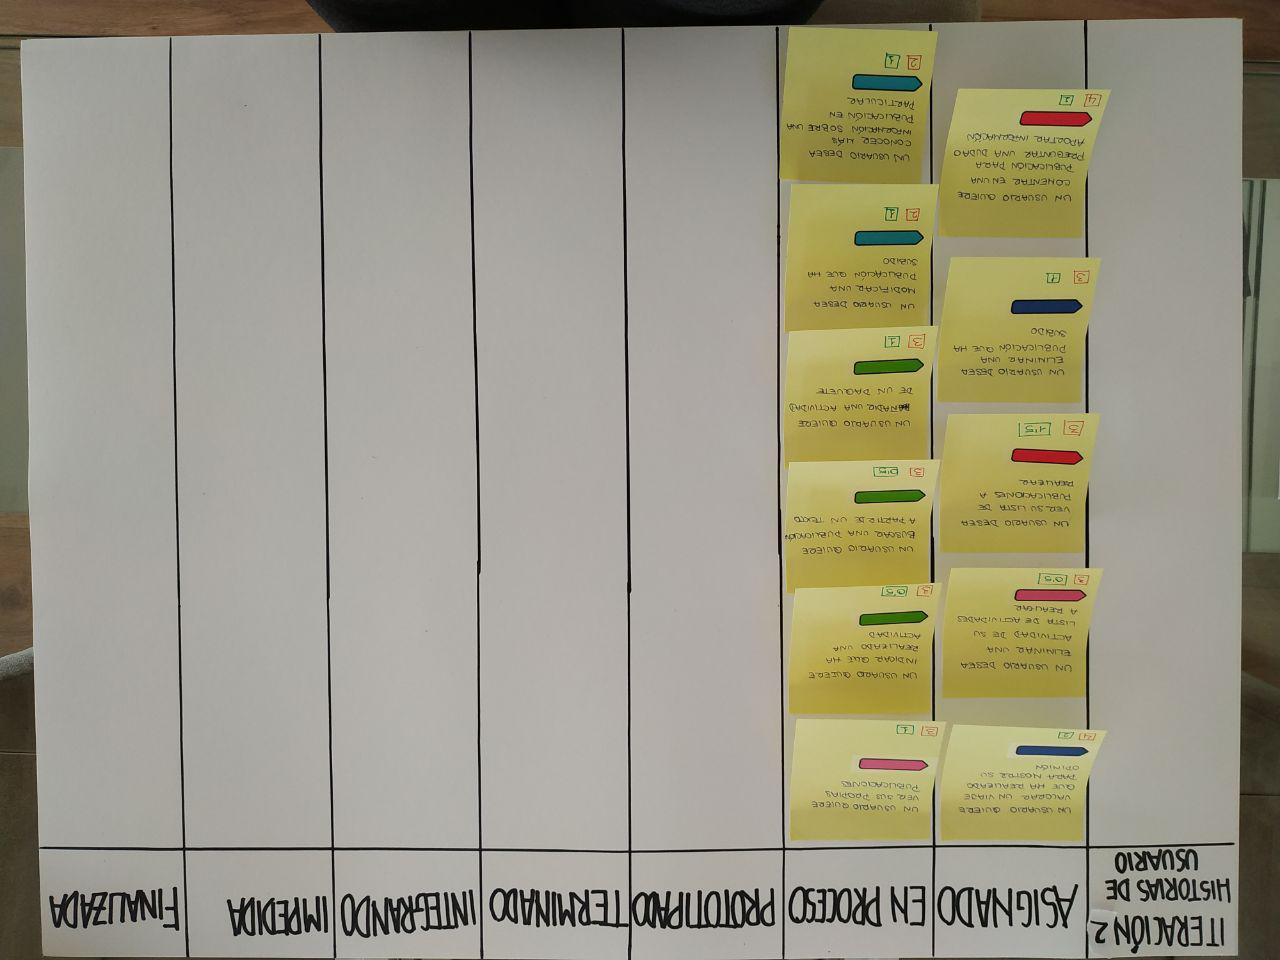 ITERACIÓN 2
HISTORIAS DE
USUARIO
ASIGNADO
EN PROCESO
PROTOTIPADO
TERMINADO
INTEGRANDO
IMPEDIDA
FINALIZADA
UN USUARIO QUIERE
VALORAR UN VIAJE
QUE HA REALIZADO
PARA MOSTRAR SU
OPINIÓN
4 2
UN USUARIO DESEA
ELIMINAR UNA
ACTIVIDAD DE SU
LISTA DE ACTIVIDADES
A REALIZAR
3 0'5
UN USUARIO DESEA
VER SU LISTA DE
PUBLICACIONES A
REALIZAR
3 1'5
UN USUARIO DESEA
ELIMINAR UNA
PUBLICACIÓN QUE HA
SUBIDO
3 1
UN USUARIO QUIERE
COMENTAR EN UNA
PUBLICACIÓN PARA
PREGUNTAR UNA DUDA O
APORTAR INFORMACIÓN
4 2
UN USUARIO QUIERE
VER SUS PROPIAS
PUBLICACIONES
3 1
UN USUARIO QUIERE
INDICAR QUE HA
REALIZADO UNA
ACTIVIDAD
3 0'5
UN USUARIO QUIERE
BUSCAR UNA PUBLICACIÓN
A PARTIR DE UN TEXTO
3 0'5
UN USUARIO QUIERE
AÑADIR UNA ACTIVIDAD
DE UN PAQUETE
3 1
UN USUARIO DESEA
MODIFICAR UNA
PUBLICACIÓN QUE HA
SUBIDO
2 1
UN USUARIO DESEA
CONOCER MÁS
INFORMACIÓN SOBRE UNA
PUBLICACIÓN EN
PARTICULAR
2 1